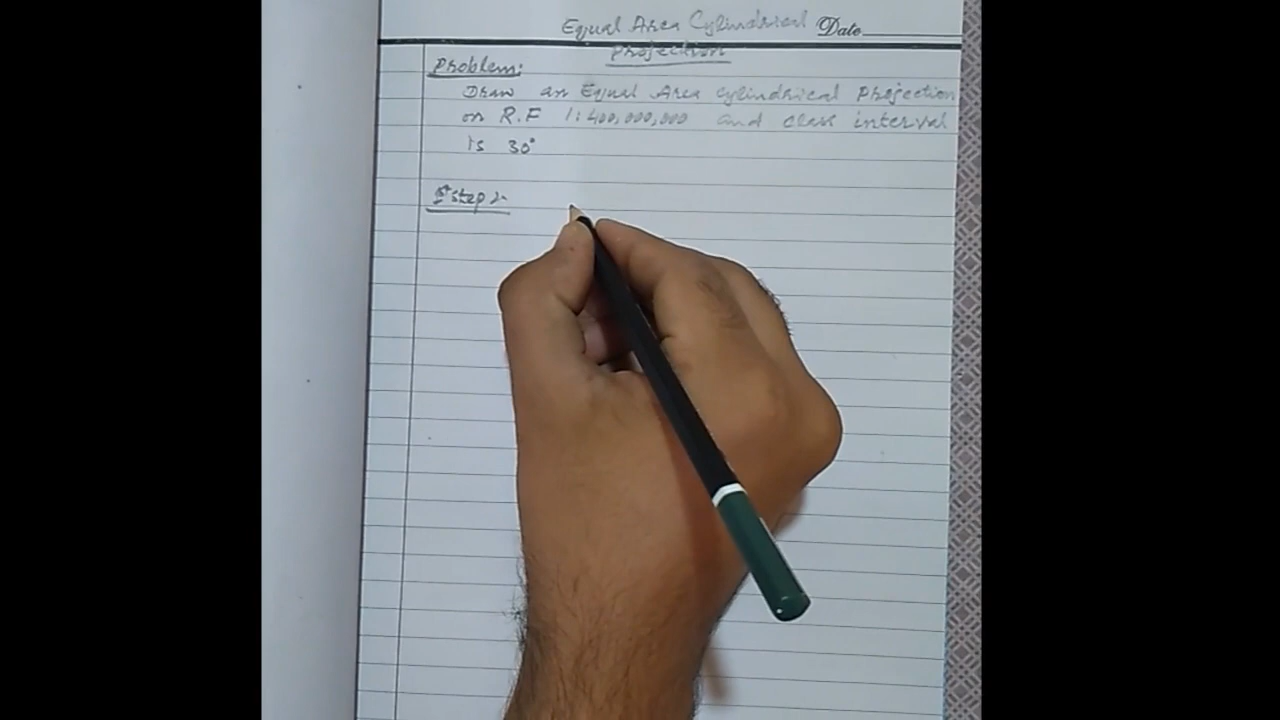 Equal Area Cylindrical Date
Projection
Problem:
Draw an Equal Area Cylindrical Projection
on R.F 1:400,000,000 and class interval
is 30°
1st Step :-